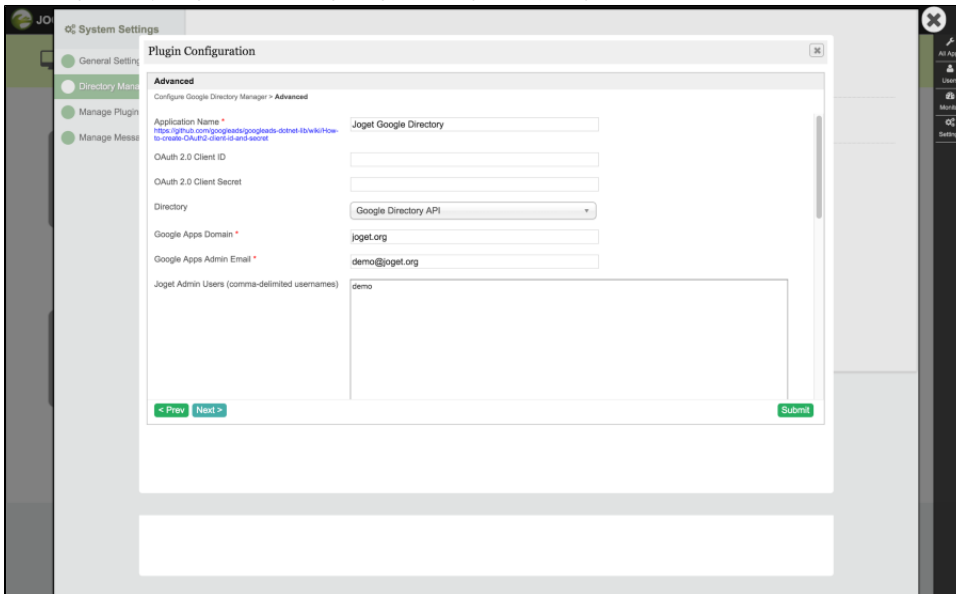 JO
System Settings
General Setting
Directory Mana
Manage Plugin
Manage Messa
Plugin Configuration
Advanced
Configure Google Directory Manager > Advanced
Application Name *
https://github.com/googleads/googleads-dotnet-lib/wiki/How-
to-create-OAuth2-client-id-and-secret
Joget Google Directory
OAuth 2.0 Client ID
OAuth 2.0 Client Secret
Directory
Google Directory API
Google Apps Domain *
joget.org
Google Apps Admin Email *
demo@joget.org
Joget Admin Users (comma-delimited usernames)
demo
< Prev
Next >
Submit
All Ap
User
Monit
Settin